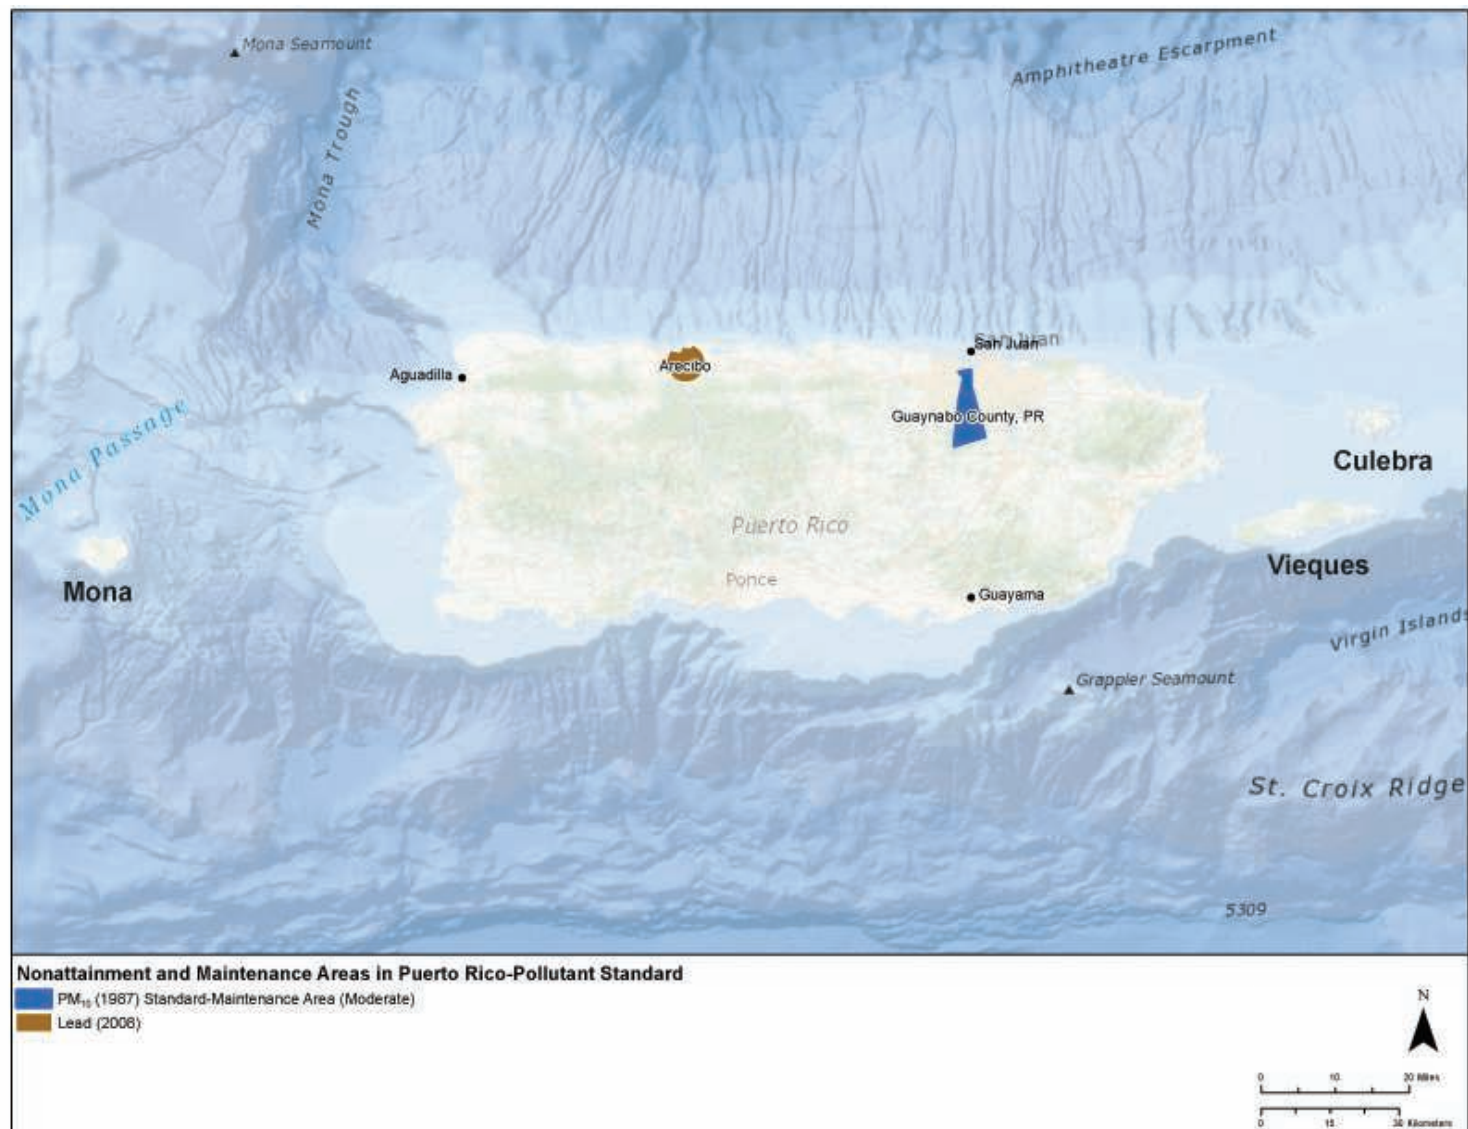 Mona Seamount
Amphitheatre Escarpment
Mona Trough
San Juan
San Juan
Arecibo
Aguadilla
Guaynabo County, PR
Mona Passage
Culebra
Puerto Rico
Vieques
Mona
Ponce
Guayama
Virgin Islands
Grappler Seamount
St. Croix Ridge
5309
Nonattainment and Maintenance Areas in Puerto Rico-Pollutant Standard
PM₁₀ (1987) Standard-Maintenance Area (Moderate)
Lead (2008)
N
0 10 20 Miles
0 15 30 Kilometers